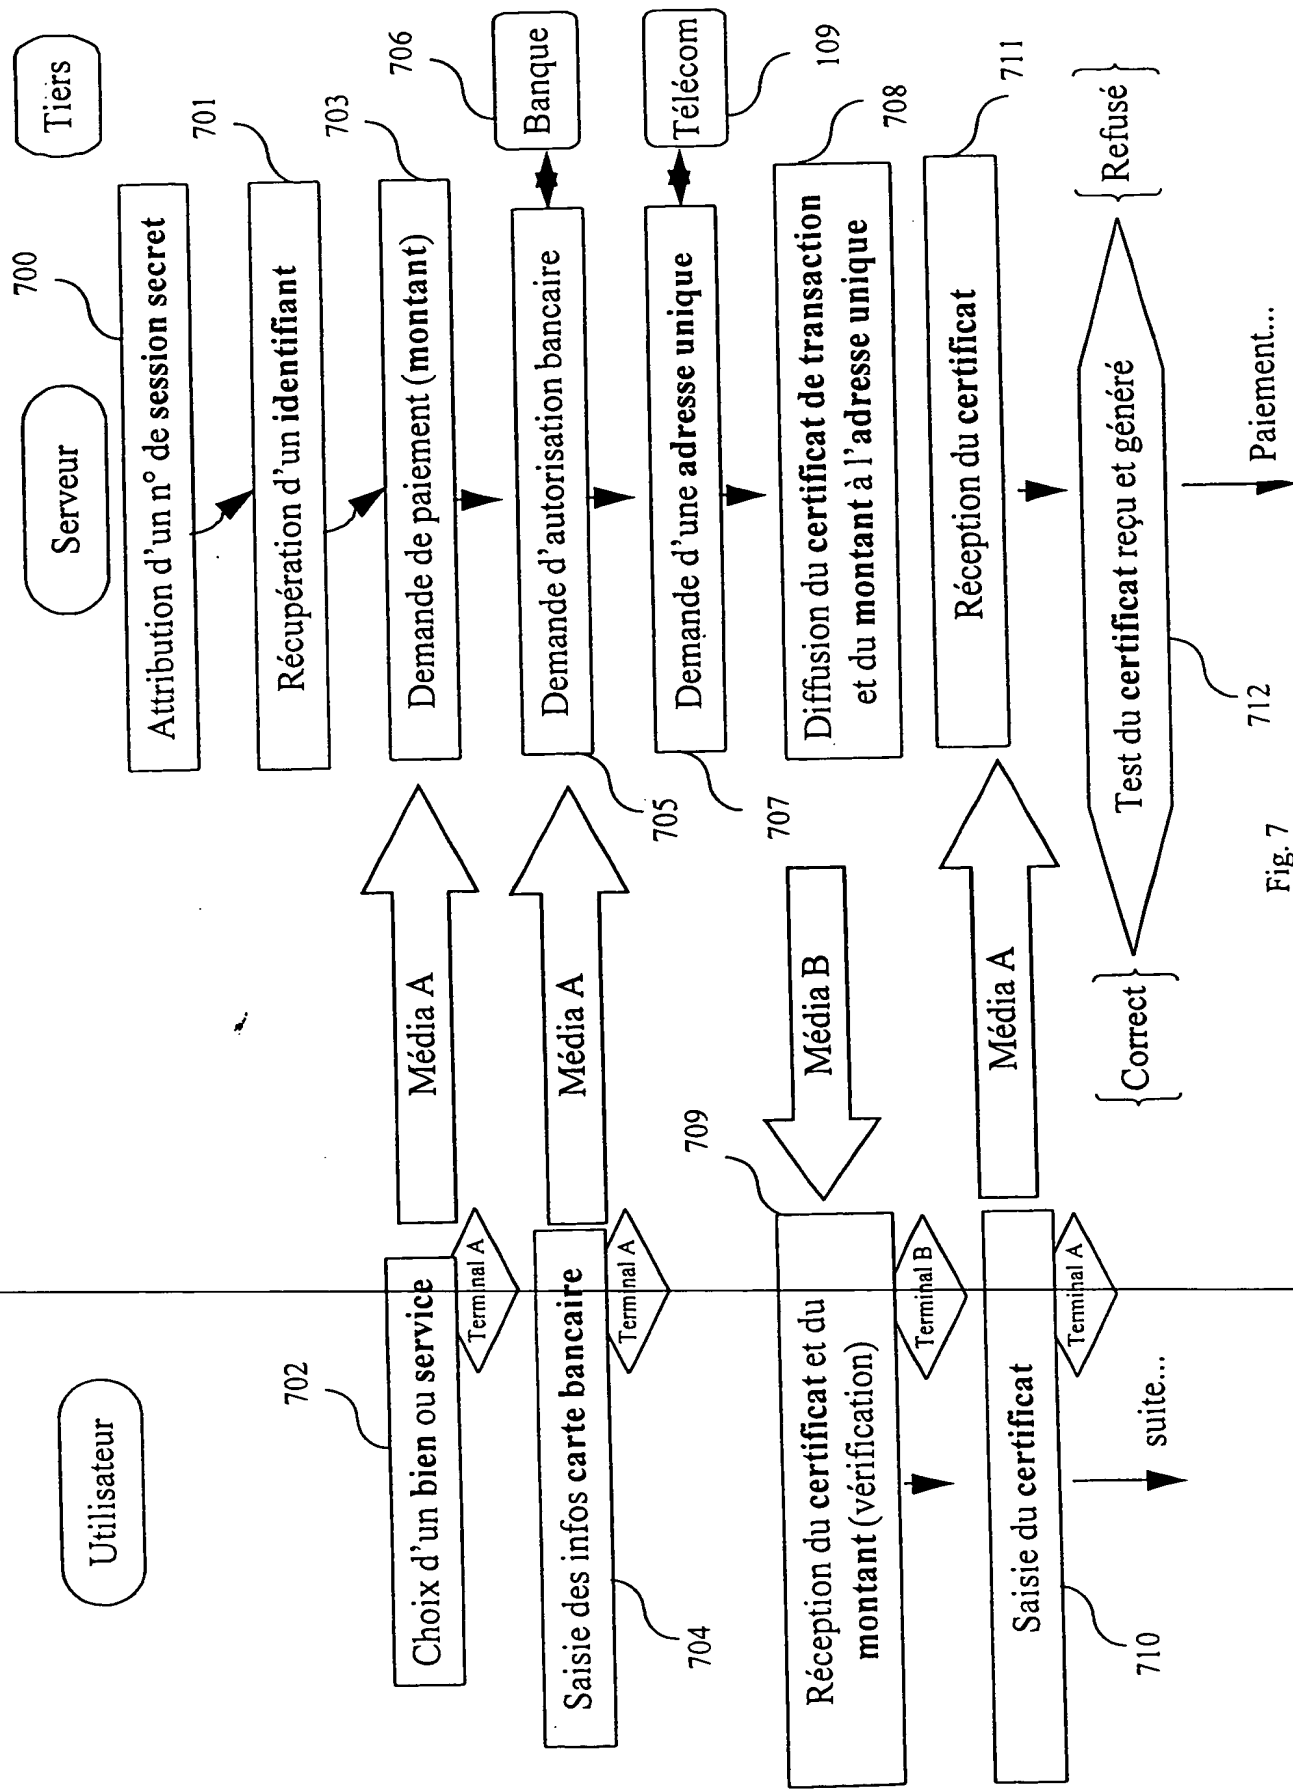 Utilisateur
Serveur
Tiers
700
Attribution d'un n° de session secret
701
Récupération d'un identifiant
702
Choix d'un bien ou service
Terminal A
Média A
703
Demande de paiement (montant)
704
Saisie des infos carte bancaire
Terminal A
Média A
705
Demande d'autorisation bancaire
706
Banque
707
Demande d'une adresse unique
Télécom
109
708
Diffusion du certificat de transaction
et du montant à l'adresse unique
Média B
709
Réception du certificat et du
montant (vérification)
Terminal B
710
Saisie du certificat
Terminal A
Média A
711
Réception du certificat
suite...
{Correct}
Test du certificat reçu et généré
{Refusé}
712
Paiement...
Fig. 7